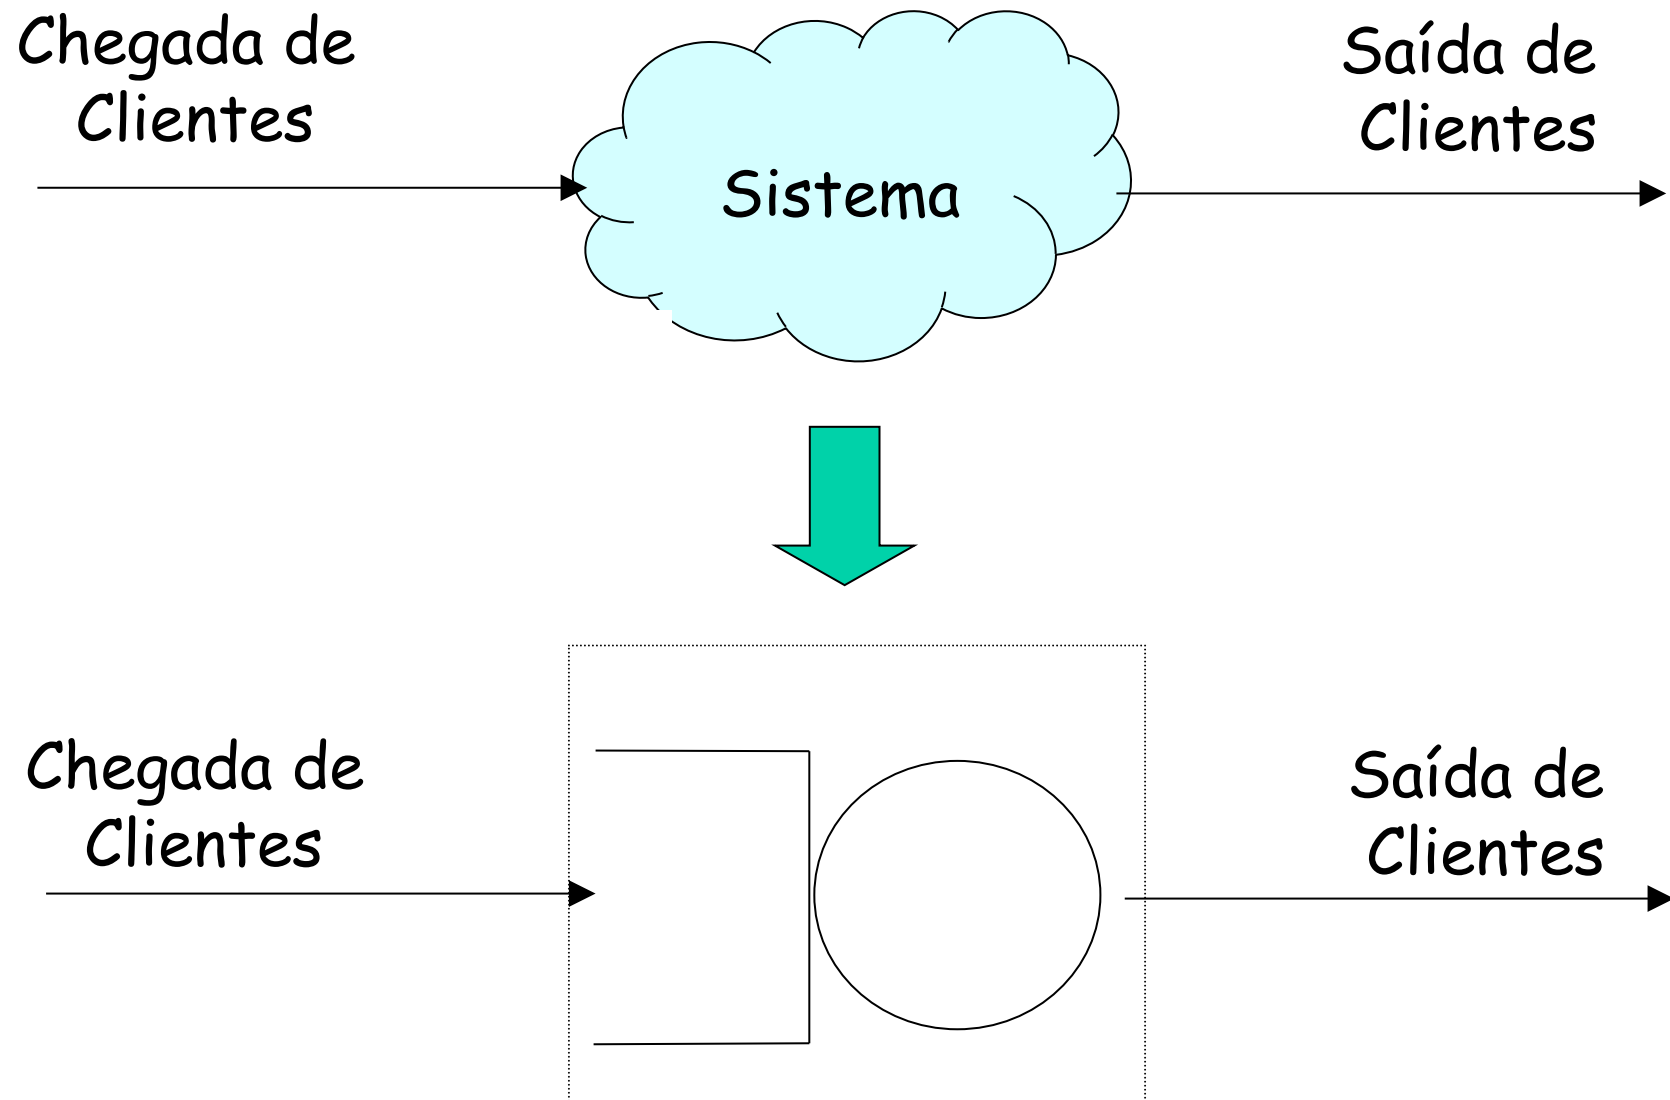 Chegada de
Clientes
Sistema
Saída de
Clientes
Chegada de
Clientes
Saída de
Clientes